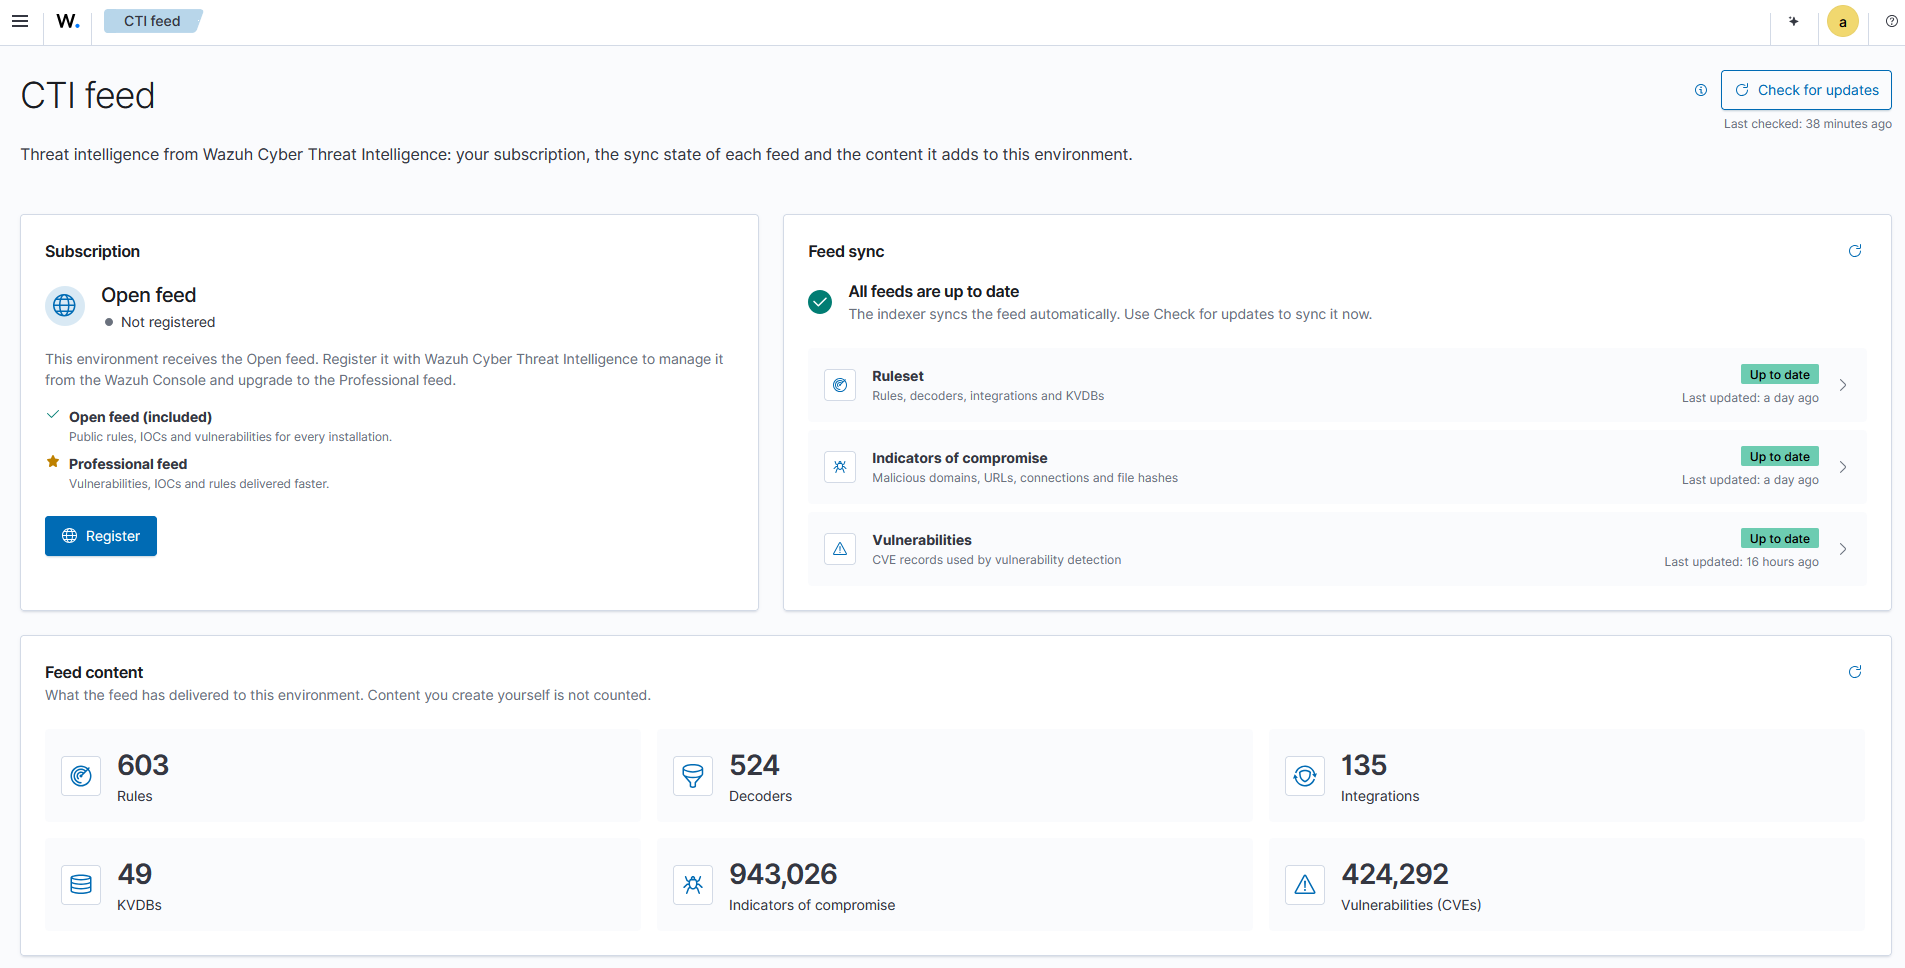 W.
CTI feed
a
CTI feed
Check for updates
Last checked: 38 minutes ago
Threat intelligence from Wazuh Cyber Threat Intelligence: your subscription, the sync state of each feed and the content it adds to this environment.
Subscription
Open feed
Not registered
This environment receives the Open feed. Register it with Wazuh Cyber Threat Intelligence to manage it
from the Wazuh Console and upgrade to the Professional feed.
Open feed (included)
Public rules, IOCs and vulnerabilities for every installation.
Professional feed
Vulnerabilities, IOCs and rules delivered faster.
Register
Feed sync
All feeds are up to date
The indexer syncs the feed automatically. Use Check for updates to sync it now.
Ruleset
Rules, decoders, integrations and KVDBs
Up to date
Last updated: a day ago
Indicators of compromise
Malicious domains, URLs, connections and file hashes
Up to date
Last updated: a day ago
Vulnerabilities
CVE records used by vulnerability detection
Up to date
Last updated: 16 hours ago
Feed content
What the feed has delivered to this environment. Content you create yourself is not counted.
603
Rules
524
Decoders
135
Integrations
49
KVDBs
943,026
Indicators of compromise
424,292
Vulnerabilities (CVEs)